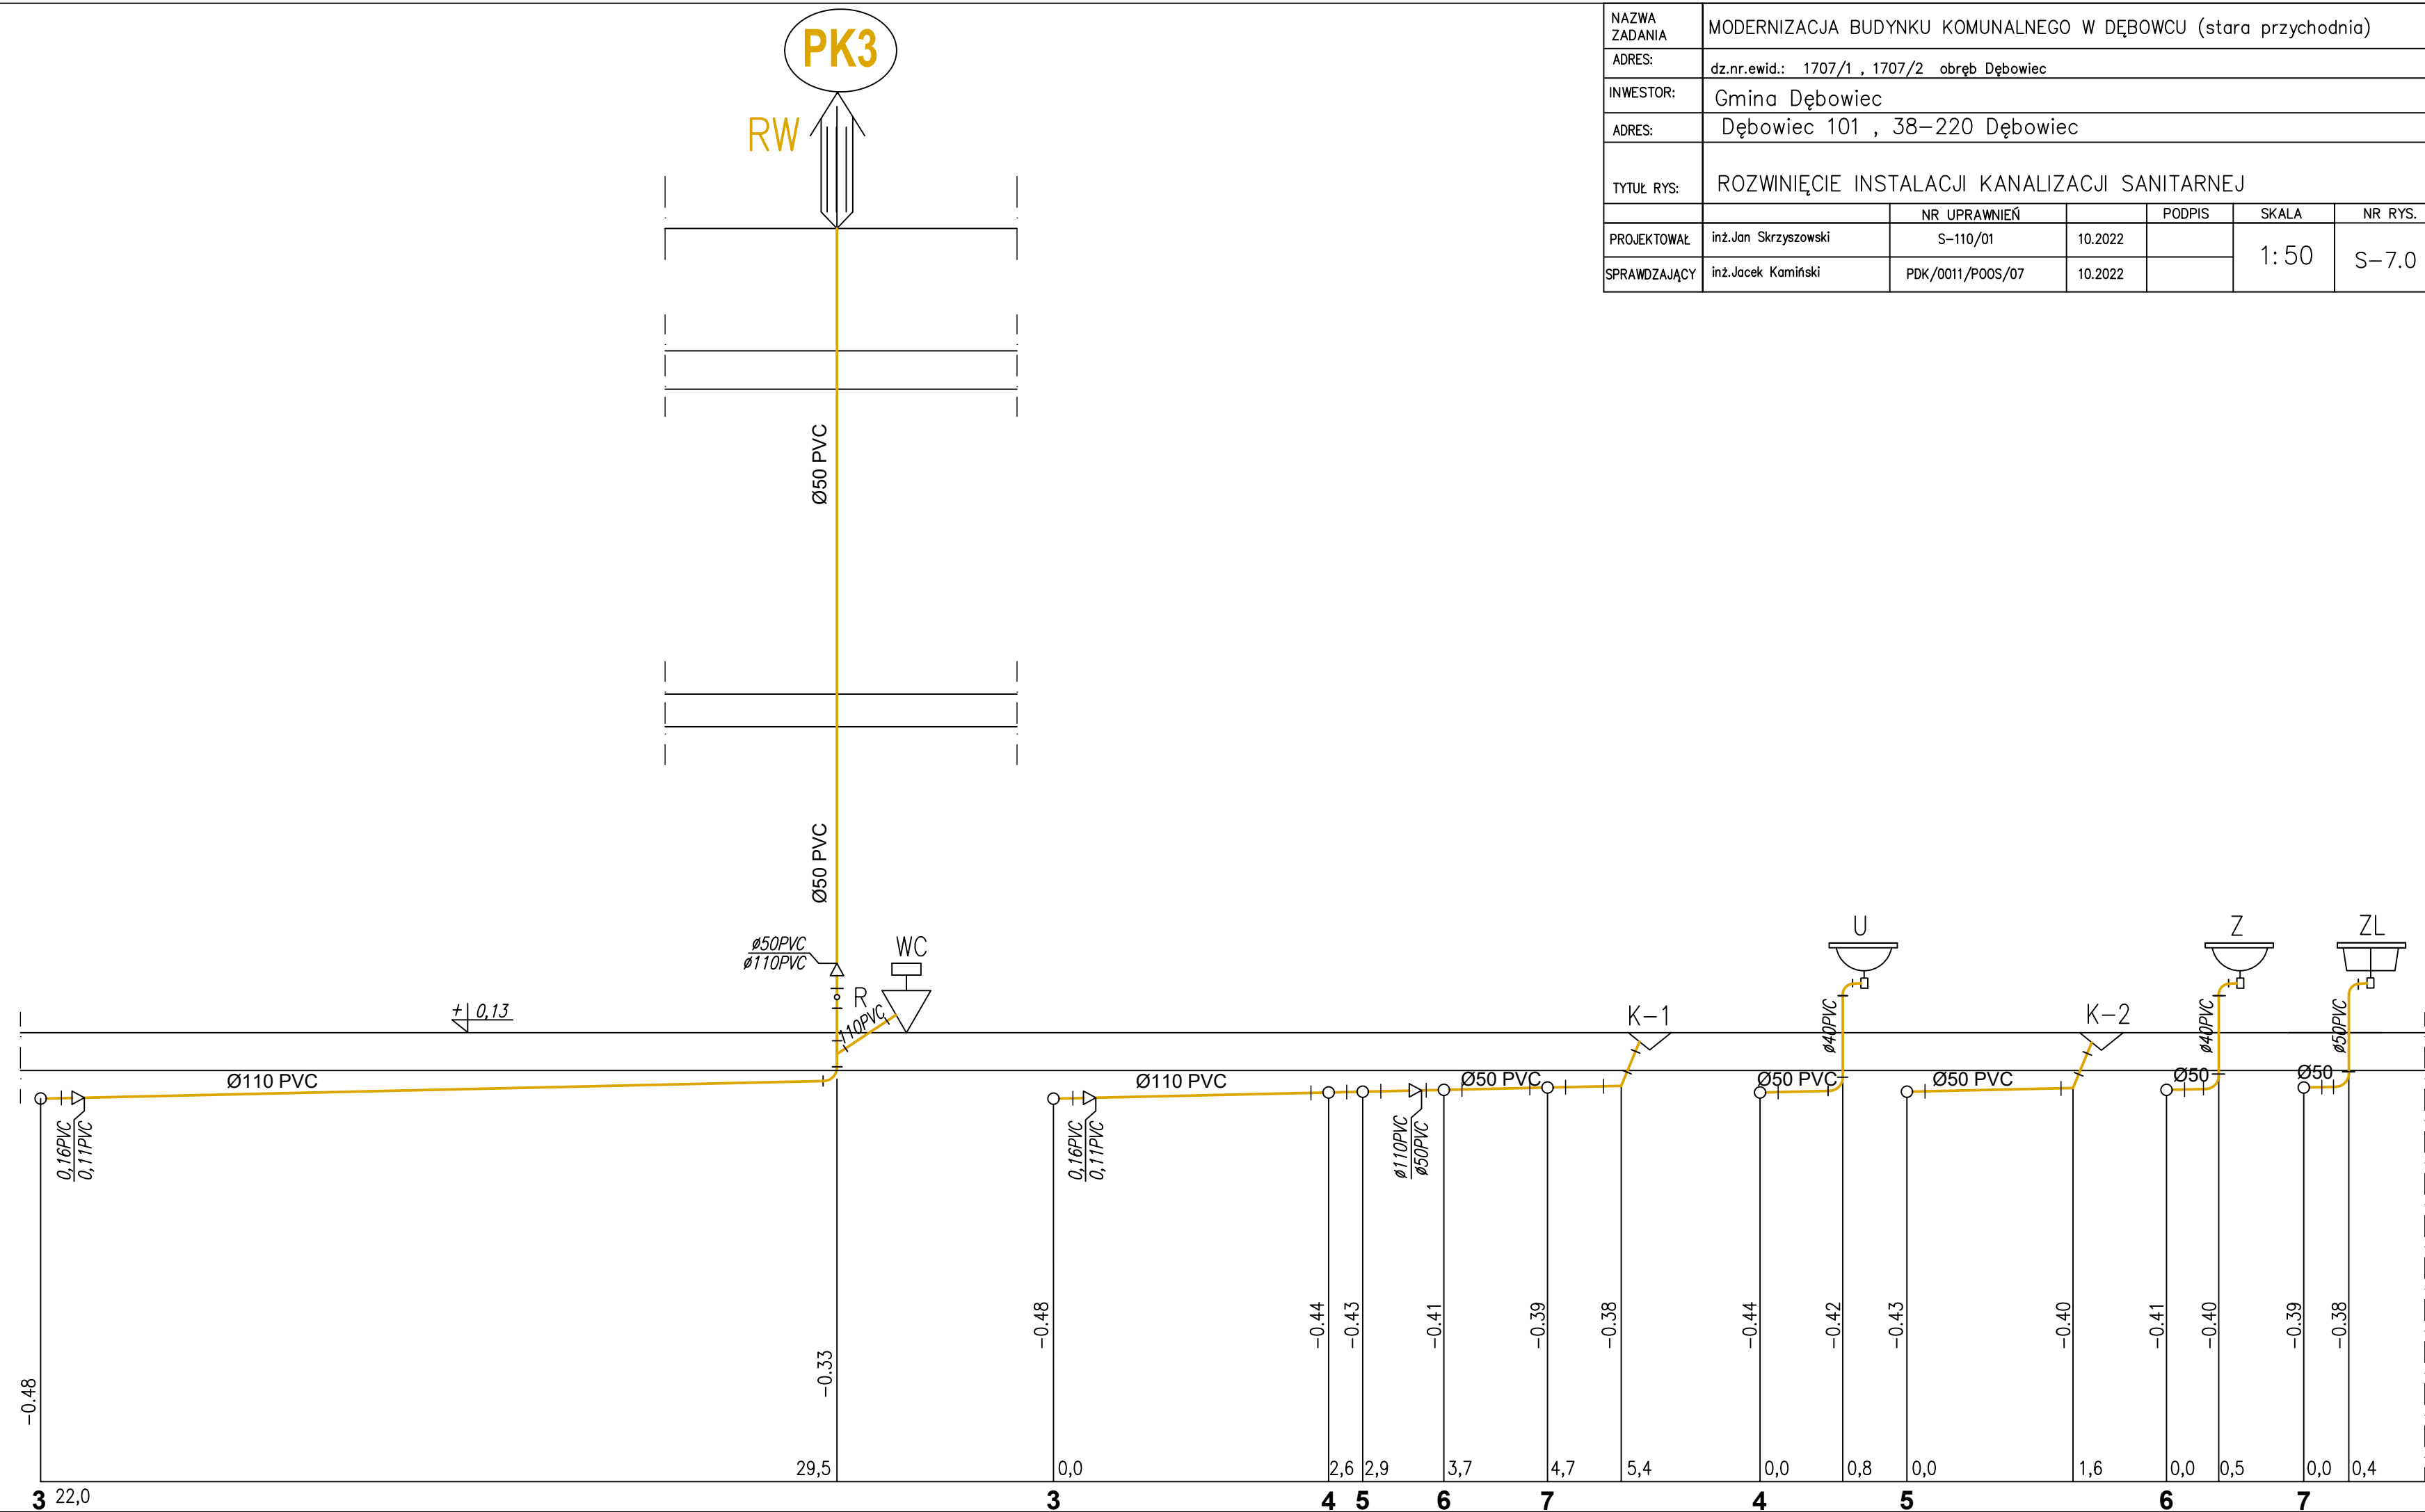 PK3
RW
NAZWA ZADANIA
MODERNIZACJA BUDYNKU KOMUNALNEGO W DĘBOWCU (stara przychodnia)
ADRES:
dz.nr.ewid.: 1707/1 , 1707/2 obręb Dębowiec
INWESTOR:
Gmina Dębowiec
ADRES:
Dębowiec 101 , 38-220 Dębowiec
TYTUŁ RYS:
ROZWINIĘCIE INSTALACJI KANALIZACJI SANITARNEJ
NR UPRAWNIEŃ PODPIS SKALA NR RYS.
PROJEKTOWAŁ inż.Jan Skrzyszowski S-110/01 10.2022
1:50 S-7.0
SPRAWDZAJĄCY inż.Jacek Kamiński PDK/0011/POOS/07 10.2022
Ø50 PVC
Ø50 PVC
ø50PVC
ø110PVC
WC
R
110PVC
+ 0,13
U
Z
ZL
K-1
K-2
ø40PVC
ø40PVC
ø50PVC
Ø110 PVC
Ø110 PVC
Ø50 PVC
Ø50 PVC
Ø50 PVC
Ø50
Ø50
0,16PVC
0,11PVC
0,16PVC
0,11PVC
ø110PVC
ø50PVC
-0.48
-0.33
-0.48
-0.44
-0.43
-0.41
-0.39
-0.38
-0.44
-0.42
-0.43
-0.40
-0.41
-0.40
-0.39
-0.38
29,5 0,0 2,6 2,9 3,7 4,7 5,4 0,0 0,8 0,0 1,6 0,0 0,5 0,0 0,4
3 22,0 3 4 5 6 7 4 5 6 7